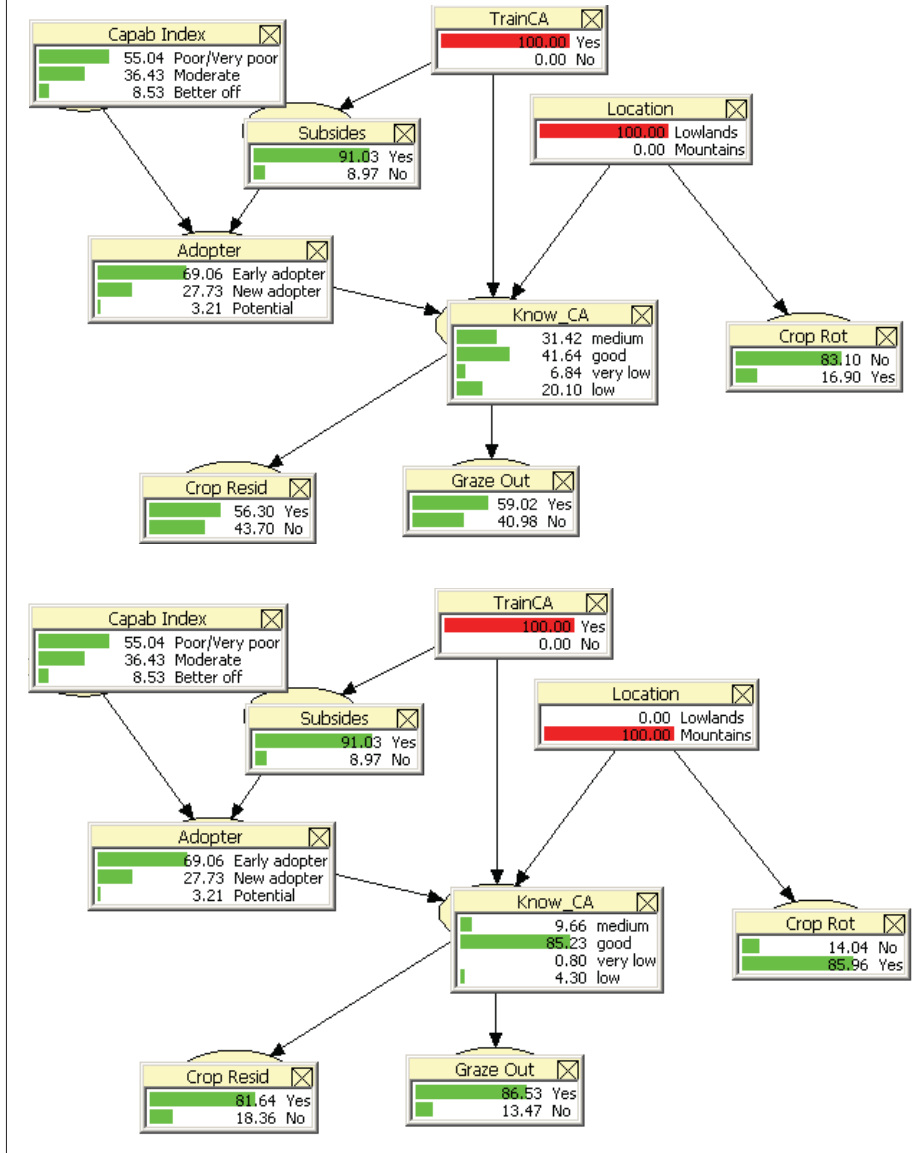 Capab Index
55.04 Poor/Very poor
36.43 Moderate
8.53 Better off
TrainCA
100.00 Yes
0.00 No
Subsides
91.03 Yes
8.97 No
Location
100.00 Lowlands
0.00 Mountains
Adopter
69.06 Early adopter
27.73 New adopter
3.21 Potential
Know_CA
31.42 medium
41.64 good
6.84 very low
20.10 low
Crop Rot
83.10 No
16.90 Yes
Crop Resid
56.30 Yes
43.70 No
Graze Out
59.02 Yes
40.98 No
Capab Index
55.04 Poor/Very poor
36.43 Moderate
8.53 Better off
TrainCA
100.00 Yes
0.00 No
Subsides
91.03 Yes
8.97 No
Location
0.00 Lowlands
100.00 Mountains
Adopter
69.06 Early adopter
27.73 New adopter
3.21 Potential
Know_CA
9.66 medium
85.23 good
0.80 very low
4.30 low
Crop Rot
14.04 No
85.96 Yes
Crop Resid
81.64 Yes
18.36 No
Graze Out
86.53 Yes
13.47 No